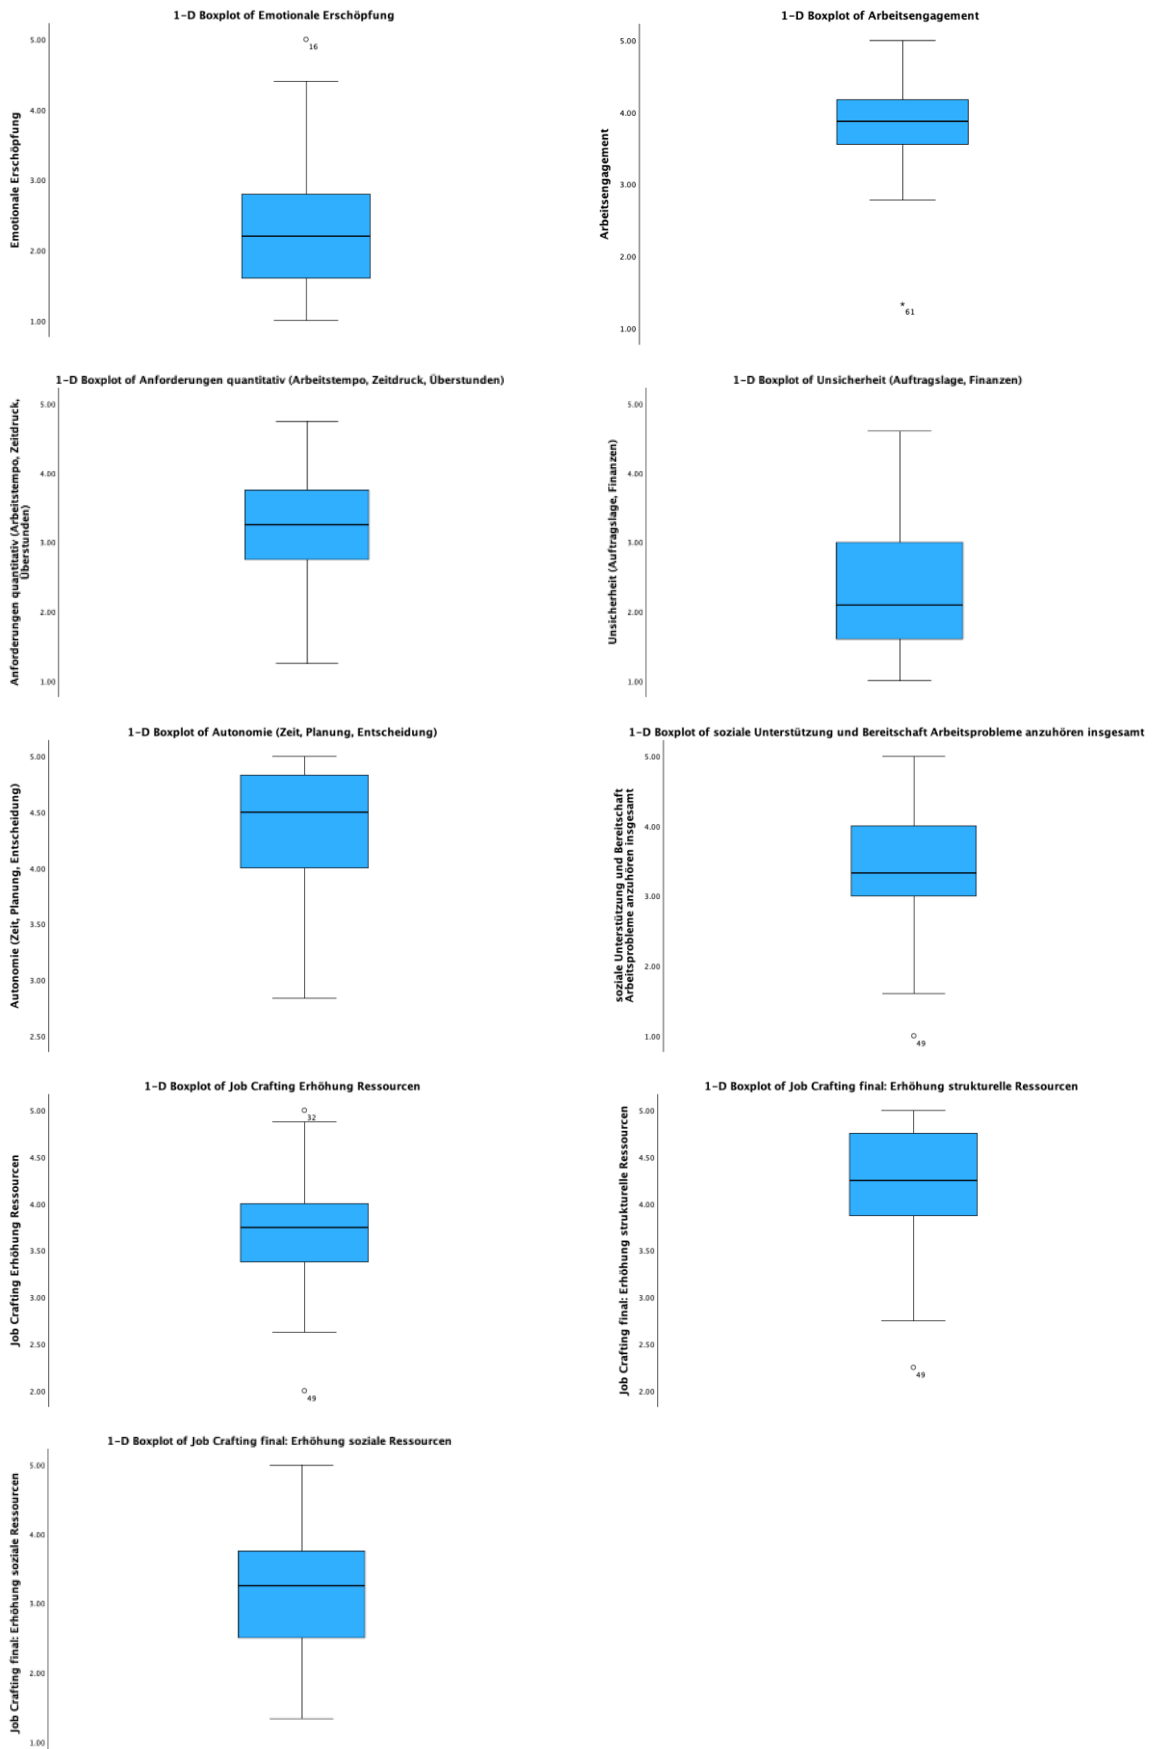 1-D Boxplot of Emotionale Erschöpfung
Emotionale Erschöpfung
5.00
4.00
3.00
2.00
1.00
16
1-D Boxplot of Arbeitsengagement
Arbeitsengagement
5.00
4.00
3.00
2.00
1.00
*
61
1-D Boxplot of Anforderungen quantitativ (Arbeitstempo, Zeitdruck, Überstunden)
Anforderungen quantitativ (Arbeitstempo, Zeitdruck,
Überstunden)
5.00
4.00
3.00
2.00
1.00
1-D Boxplot of Unsicherheit (Auftragslage, Finanzen)
Unsicherheit (Auftragslage, Finanzen)
5.00
4.00
3.00
2.00
1.00
1-D Boxplot of Autonomie (Zeit, Planung, Entscheidung)
Autonomie (Zeit, Planung, Entscheidung)
5.00
4.50
4.00
3.50
3.00
2.50
1-D Boxplot of soziale Unterstützung und Bereitschaft Arbeitsprobleme anzuhören insgesamt
soziale Unterstützung und Bereitschaft
Arbeitsprobleme anzuhören insgesamt
5.00
4.00
3.00
2.00
1.00
49
1-D Boxplot of Job Crafting Erhöhung Ressourcen
Job Crafting Erhöhung Ressourcen
5.00
4.50
4.00
3.50
3.00
2.50
2.00
32
49
1-D Boxplot of Job Crafting final: Erhöhung strukturelle Ressourcen
Job Crafting final: Erhöhung strukturelle Ressourcen
5.00
4.50
4.00
3.50
3.00
2.50
2.00
49
1-D Boxplot of Job Crafting final: Erhöhung soziale Ressourcen
Job Crafting final: Erhöhung soziale Ressourcen
5.00
4.00
3.00
2.00
1.00